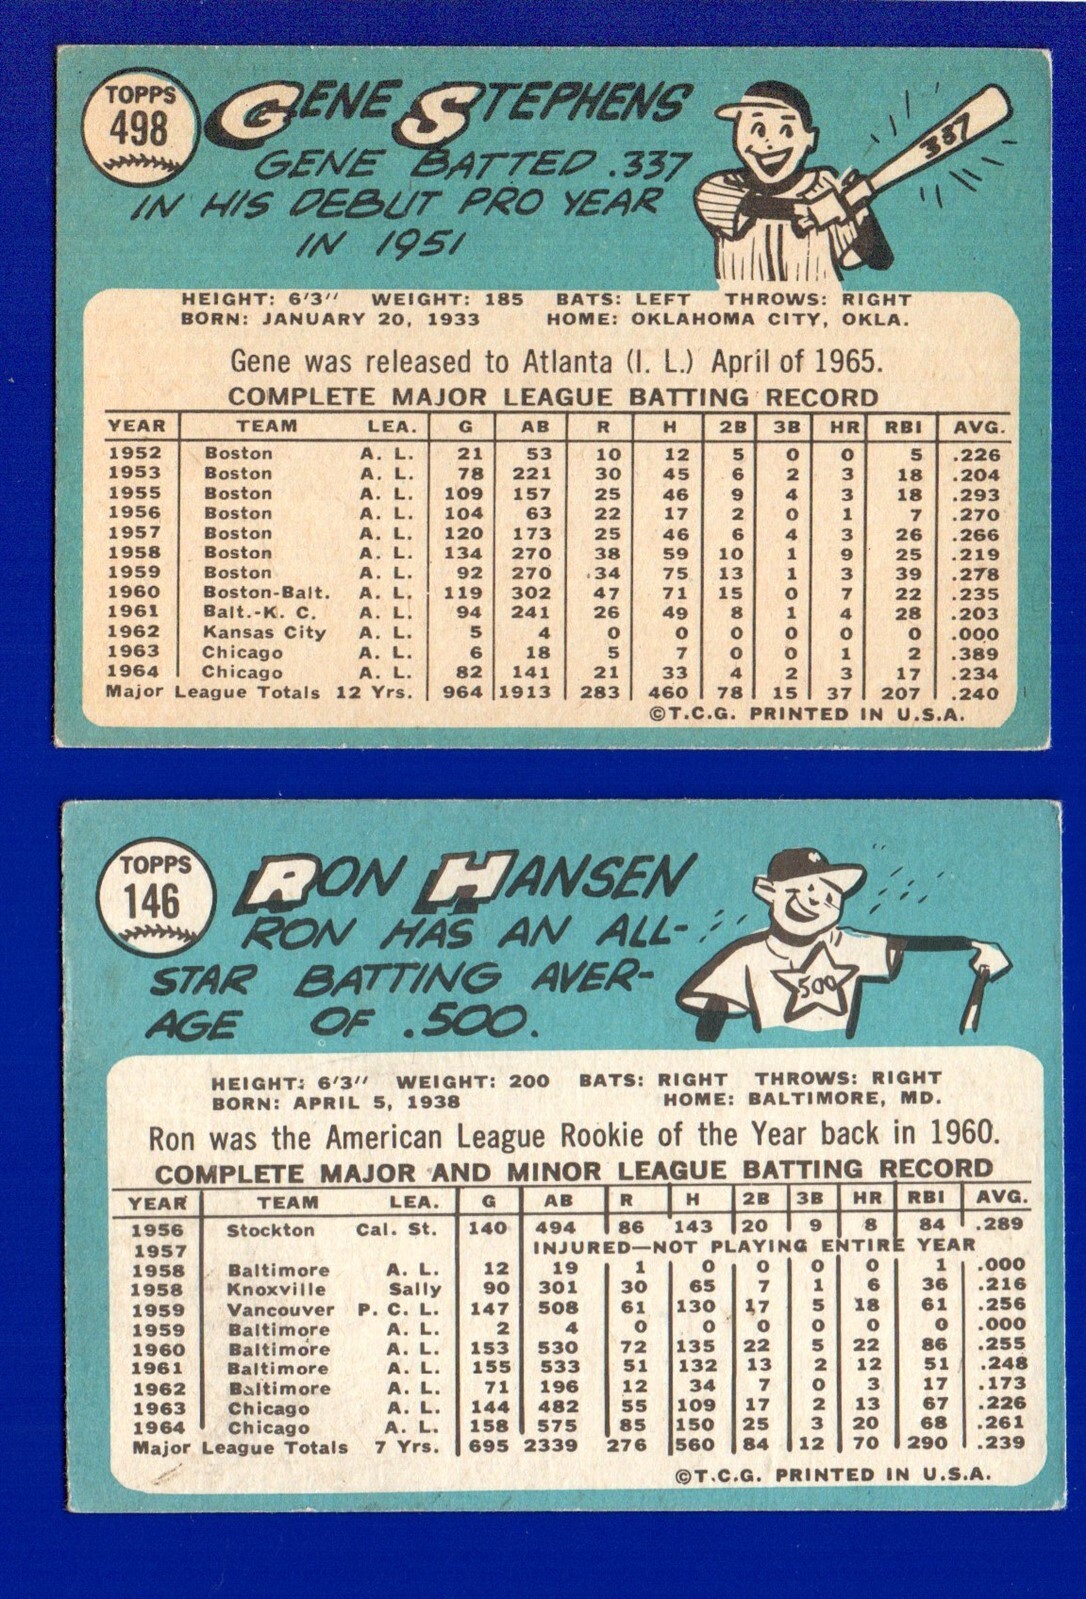 TOPPS
498
GENE STEPHENS
GENE BATTED .337
IN HIS DEBUT PRO YEAR
IN 1951
337
HEIGHT: 6'3" WEIGHT: 185 BATS: LEFT THROWS: RIGHT
BORN: JANUARY 20, 1933 HOME: OKLAHOMA CITY, OKLA.
Gene was released to Atlanta (I. L.) April of 1965.
COMPLETE MAJOR LEAGUE BATTING RECORD
YEAR TEAM LEA. G AB R H 2B 3B HR RBI AVG.
1952 Boston A. L. 21 53 10 12 5 0 0 5 .226
1953 Boston A. L. 78 221 30 45 6 2 3 18 .204
1955 Boston A. L. 109 157 25 46 9 4 3 18 .293
1956 Boston A. L. 104 63 22 17 2 0 1 7 .270
1957 Boston A. L. 120 173 25 46 6 4 3 26 .266
1958 Boston A. L. 134 270 38 59 10 1 9 25 .219
1959 Boston A. L. 92 270 34 75 13 1 3 39 .278
1960 Boston-Balt. A. L. 119 302 47 71 15 0 7 22 .235
1961 Balt.-K. C. A. L. 94 241 26 49 8 1 4 28 .203
1962 Kansas City A. L. 5 4 0 0 0 0 0 0 .000
1963 Chicago A. L. 6 18 5 7 0 0 1 2 .389
1964 Chicago A. L. 82 141 21 33 4 2 3 17 .234
Major League Totals 12 Yrs. 964 1913 283 460 78 15 37 207 .240
©T.C.G. PRINTED IN U.S.A.
TOPPS
146
RON HANSEN
RON HAS AN ALL-
STAR BATTING AVER-
AGE OF .500.
500
HEIGHT: 6'3" WEIGHT: 200 BATS: RIGHT THROWS: RIGHT
BORN: APRIL 5, 1938 HOME: BALTIMORE, MD.
Ron was the American League Rookie of the Year back in 1960.
COMPLETE MAJOR AND MINOR LEAGUE BATTING RECORD
YEAR TEAM LEA. G AB R H 2B 3B HR RBI AVG.
1956 Stockton Cal. St. 140 494 86 143 20 9 8 84 .289
1957 INJURED—NOT PLAYING ENTIRE YEAR
1958 Baltimore A. L. 12 19 1 0 0 0 0 1 .000
1958 Knoxville Sally 90 301 30 65 7 1 6 36 .216
1959 Vancouver P. C. L. 147 508 61 130 17 5 18 61 .256
1959 Baltimore A. L. 2 4 0 0 0 0 0 0 .000
1960 Baltimore A. L. 153 530 72 135 22 5 22 86 .255
1961 Baltimore A. L. 155 533 51 132 13 2 12 51 .248
1962 Baltimore A. L. 71 196 12 34 7 0 3 17 .173
1963 Chicago A. L. 144 482 55 109 17 2 13 67 .226
1964 Chicago A. L. 158 575 85 150 25 3 20 68 .261
Major League Totals 7 Yrs. 695 2339 276 560 84 12 70 290 .239
©T.C.G. PRINTED IN U.S.A.